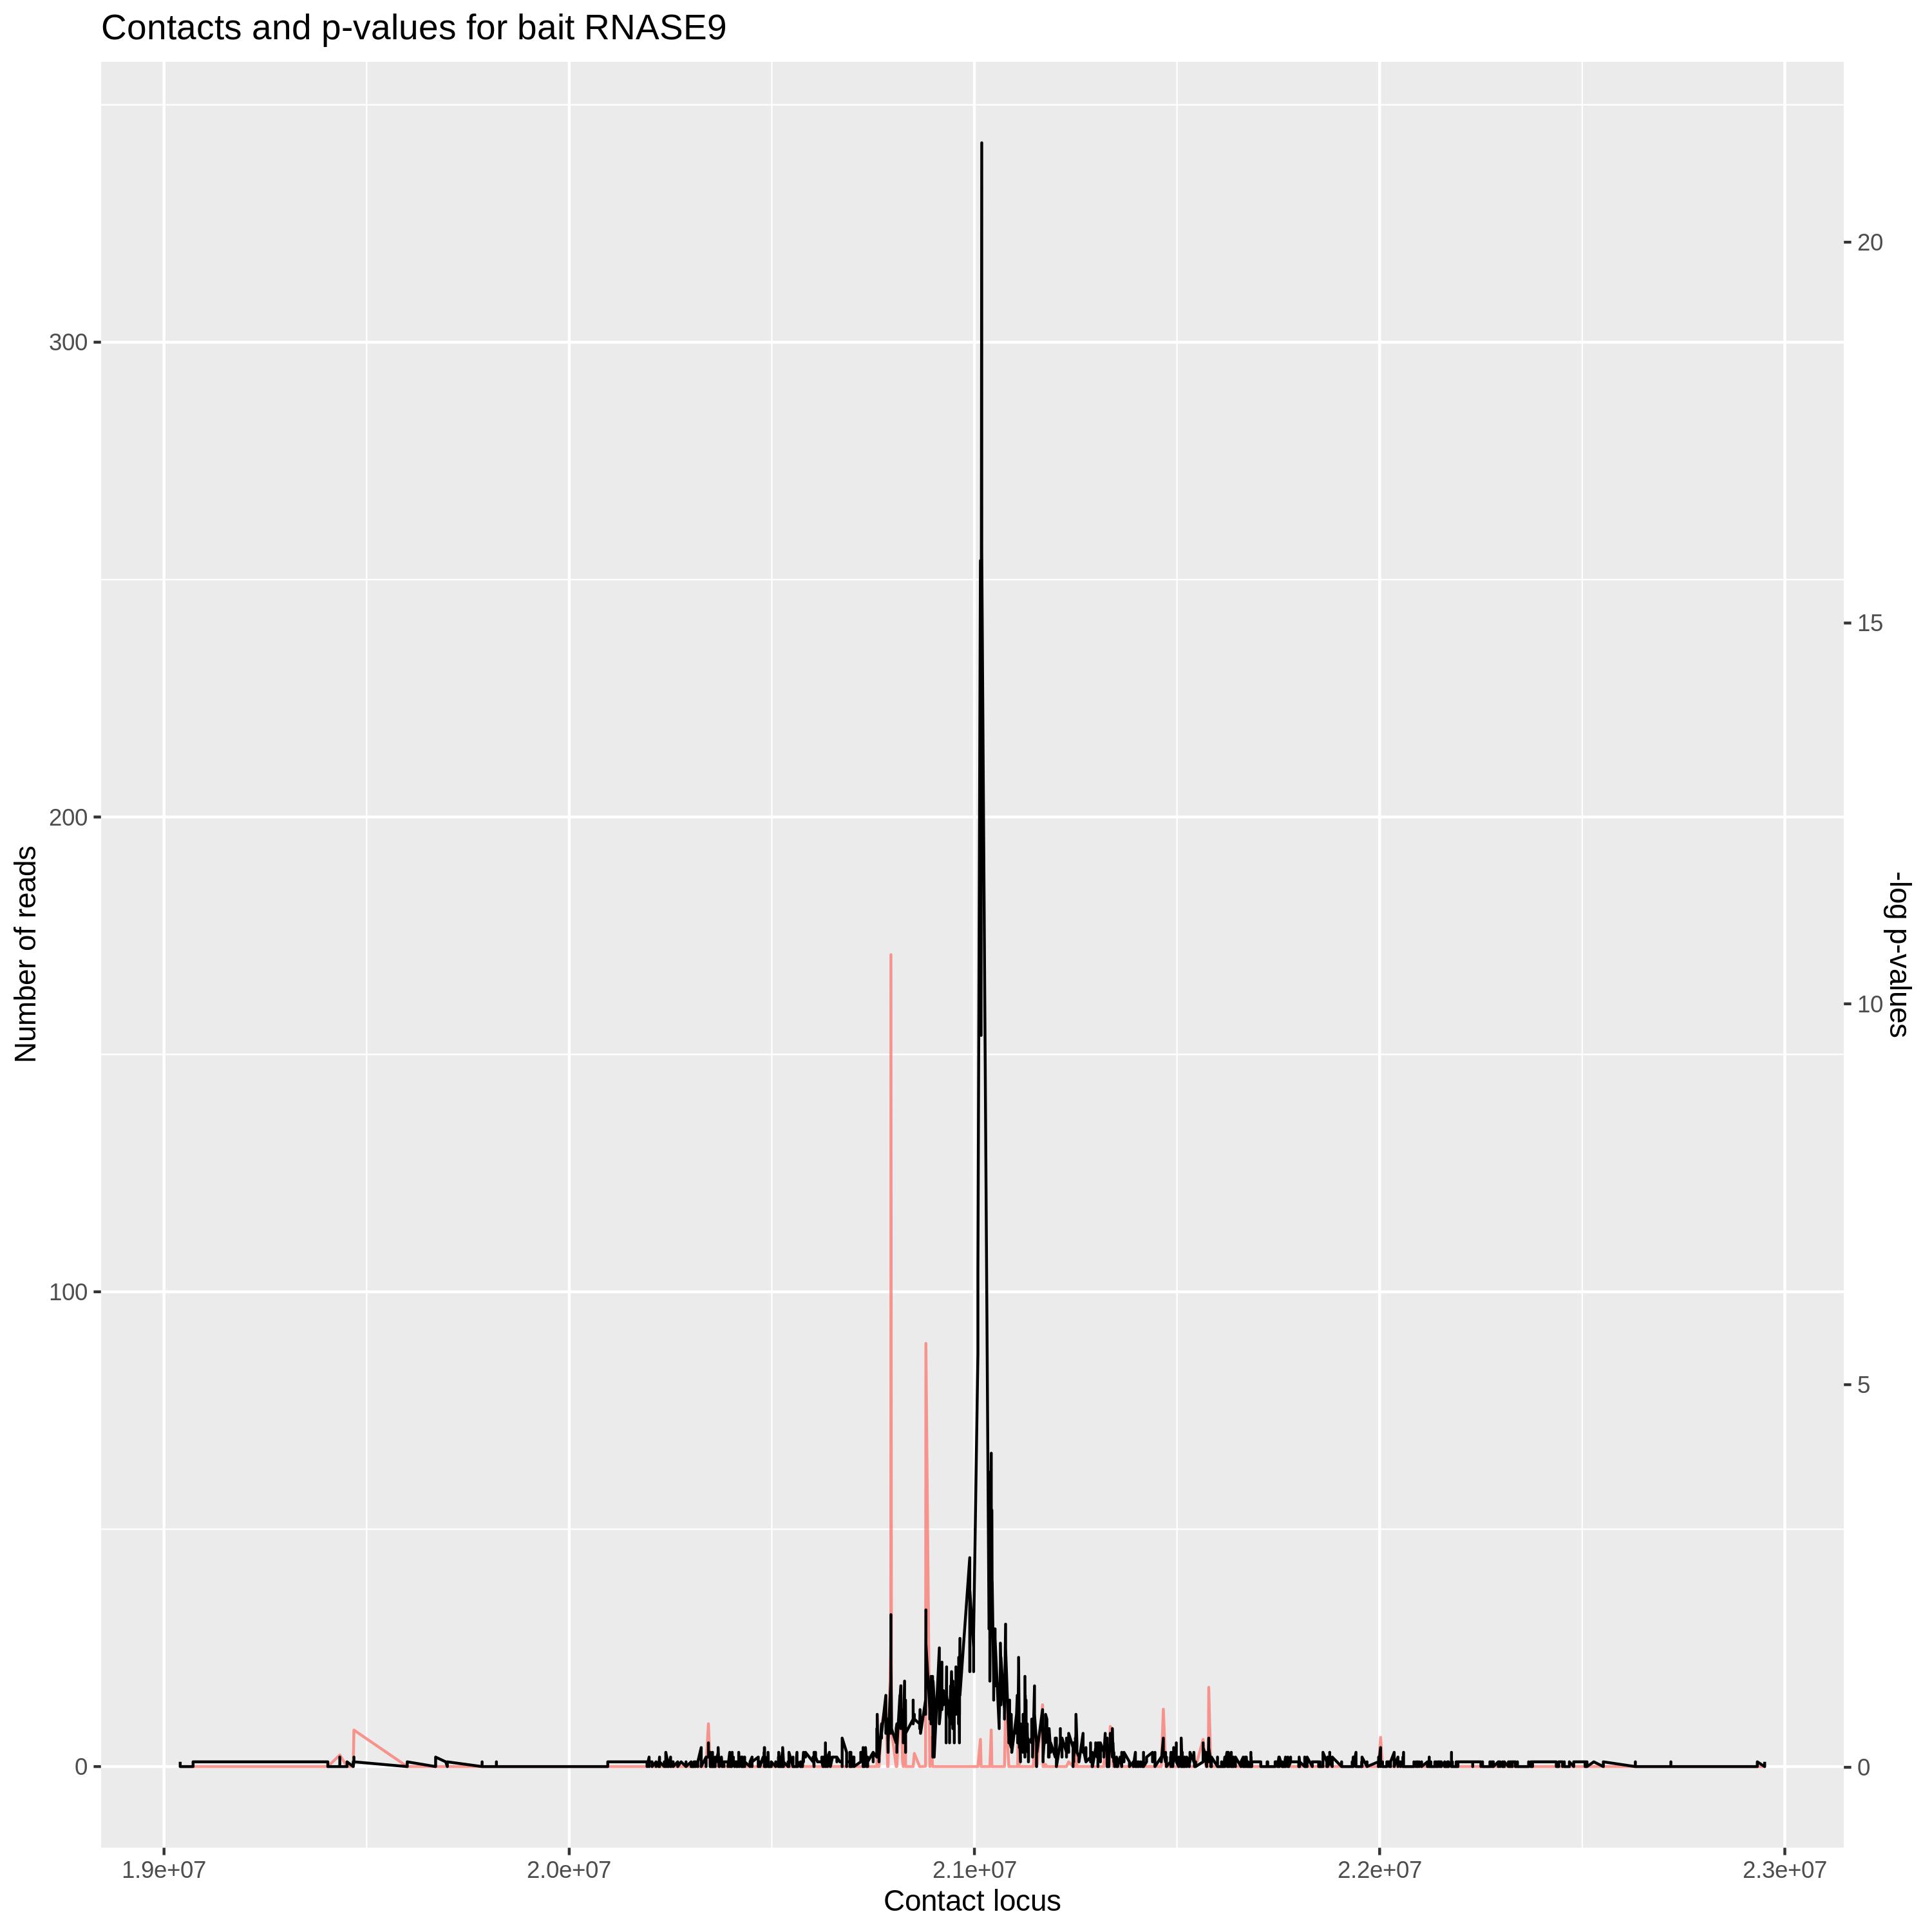 Contacts and p-values for bait RNASE9
Number of reads
300
200
100
0
20
15
10
5
0
-log p-values
1.9e+07
2.0e+07
2.1e+07
2.2e+07
2.3e+07
Contact locus